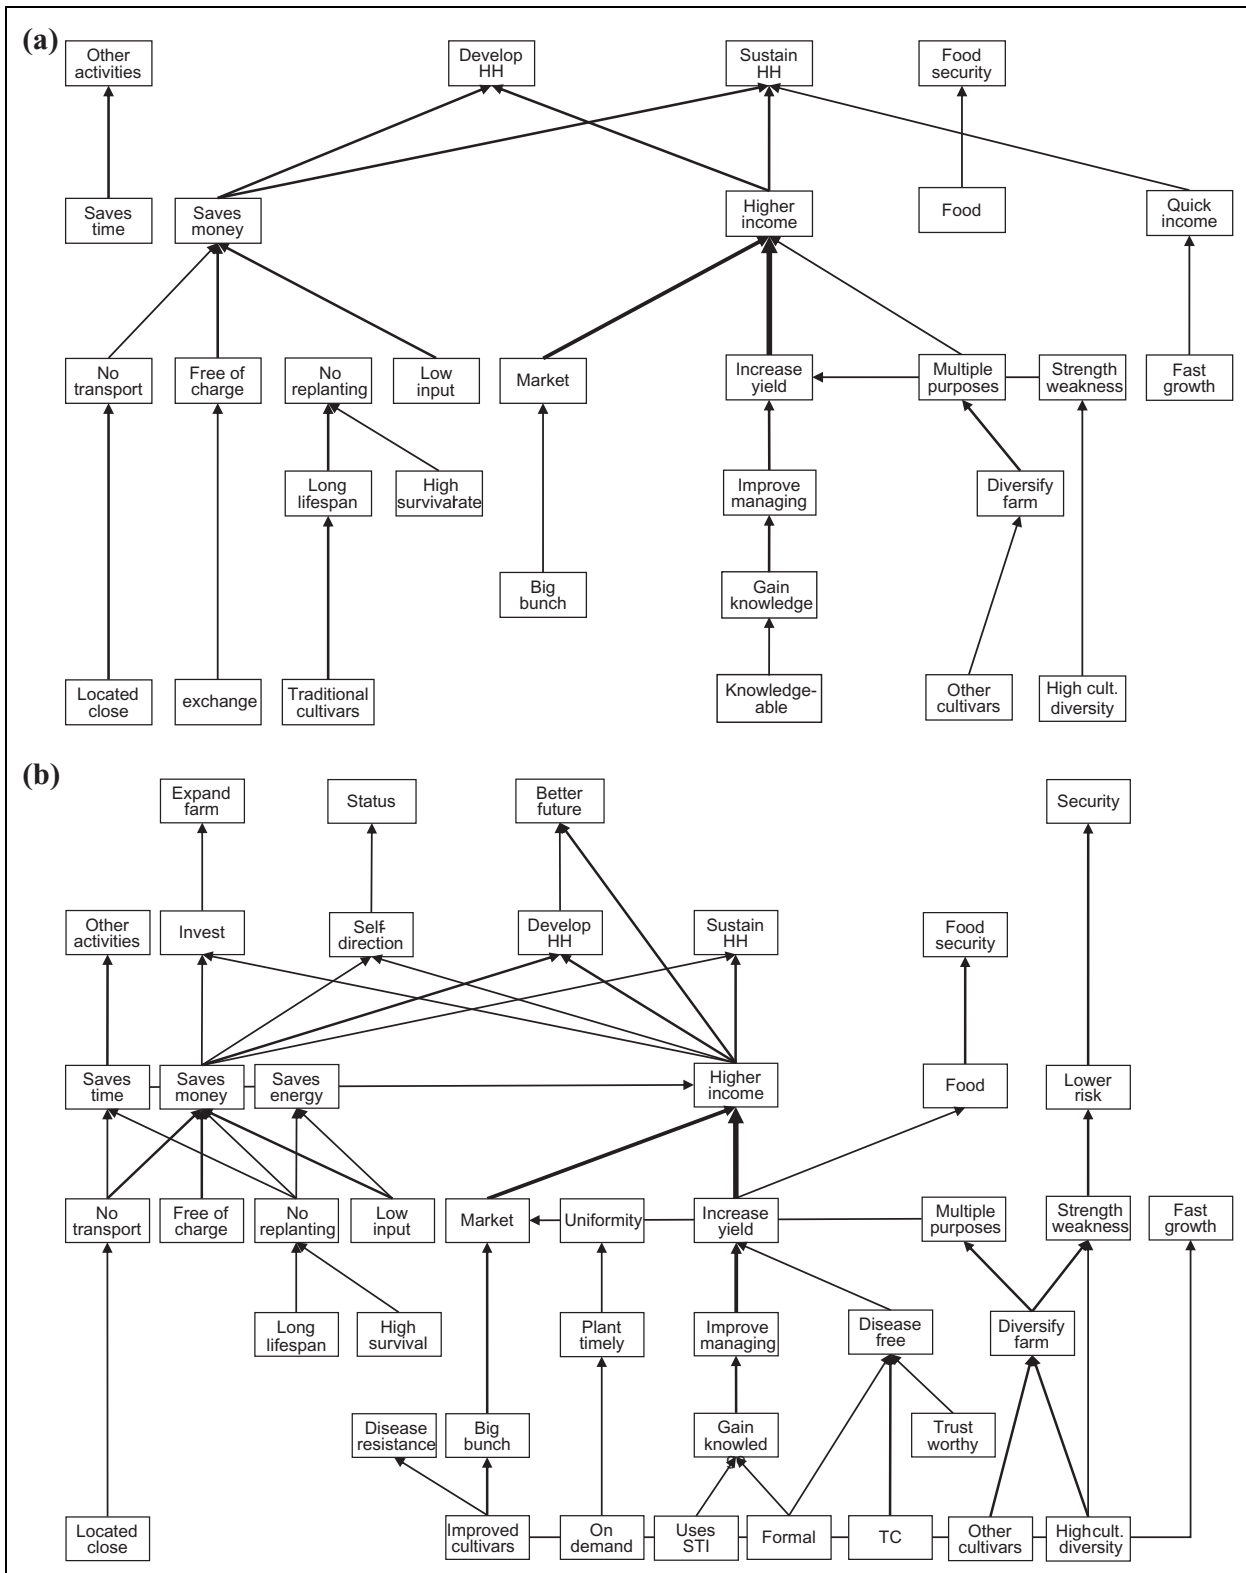 (a)
Other
activities
Develop
HH
Sustain
HH
Food
security
Saves
time
Saves
money
Higher
income
Food
Quick
income
No
transport
Free of
charge
No
replanting
Low
input
Market
Increase
yield
Multiple
purposes
Strength
weakness
Fast
growth
Long
lifespan
High
survivalrate
Improve
managing
Diversify
farm
Big
bunch
Gain
knowledge
Located
close
exchange
Traditional
cultivars
Knowledge-
able
Other
cultivars
High cult.
diversity
(b)
Expand
farm
Status
Better
future
Security
Other
activities
Invest
Self-
direction
Develop
HH
Sustain
HH
Food
security
Saves
time
Saves
money
Saves
energy
Higher
income
Food
Lower
risk
No
transport
Free of
charge
No
replanting
Low
input
Market
Uniformity
Increase
yield
Multiple
purposes
Strength
weakness
Fast
growth
Long
lifespan
High
survival
Plant
timely
Improve
managing
Disease
free
Diversify
farm
Disease
resistance
Big
bunch
Gain
knowled
ge
Trust
worthy
Located
close
Improved
cultivars
On
demand
Uses
STI
Formal
TC
Other
cultivars
High cult.
diversity